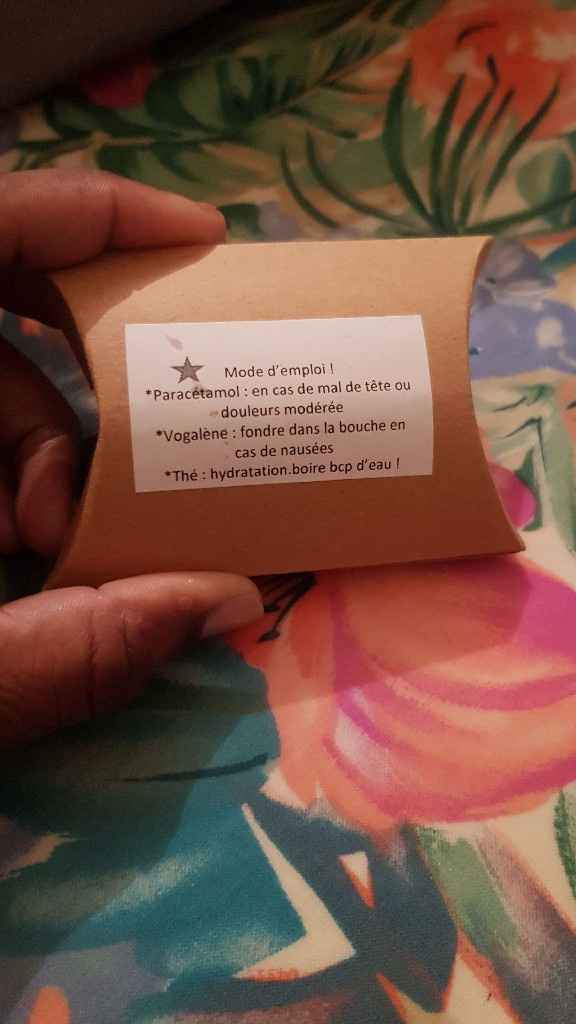 Mode d'emploi !
*Paracétamol : en cas de mal de tête ou
douleurs modérée
*Vogalène : fondre dans la bouche en
cas de nausées
*Thé : hydratation.boire bcp d'eau !